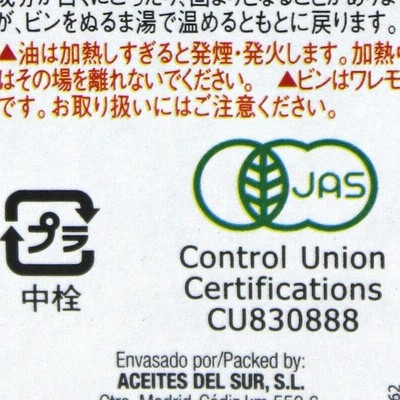 が、ビンをぬるま湯で温めるともとに戻ります。
▲油は加熱しすぎると発煙・発火します。加熱
はその場を離れないでください。 ▲ビンはワレモ
です。お取り扱いにはご注意ください。
JAS
プラ
中栓
Control Union
Certifications
CU830888
Envasado por/Packed by:
ACEITES DEL SUR, S.L.